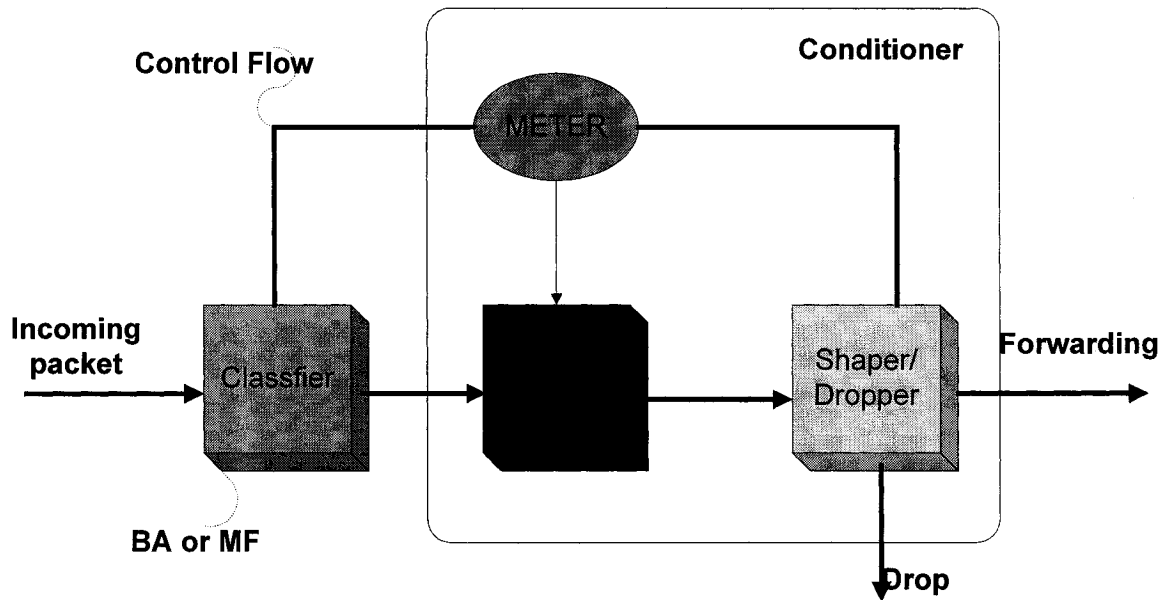 Control Flow
Conditioner
METER
Incoming
packet
Classfier
Shaper/
Dropper
Forwarding
BA or MF
Drop